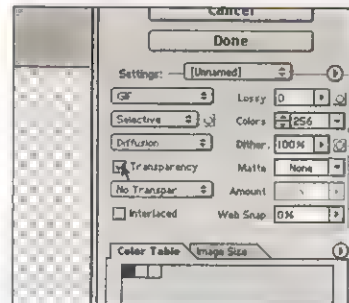 Cancel
Done
Settings: [Unnamed]
GIF Lossy 0
Selective Colors 256
Diffusion Dither: 100%
Transparency Matte None
No Transpar Amount
Interlaced Web Snap 0%
Color Table Image Size